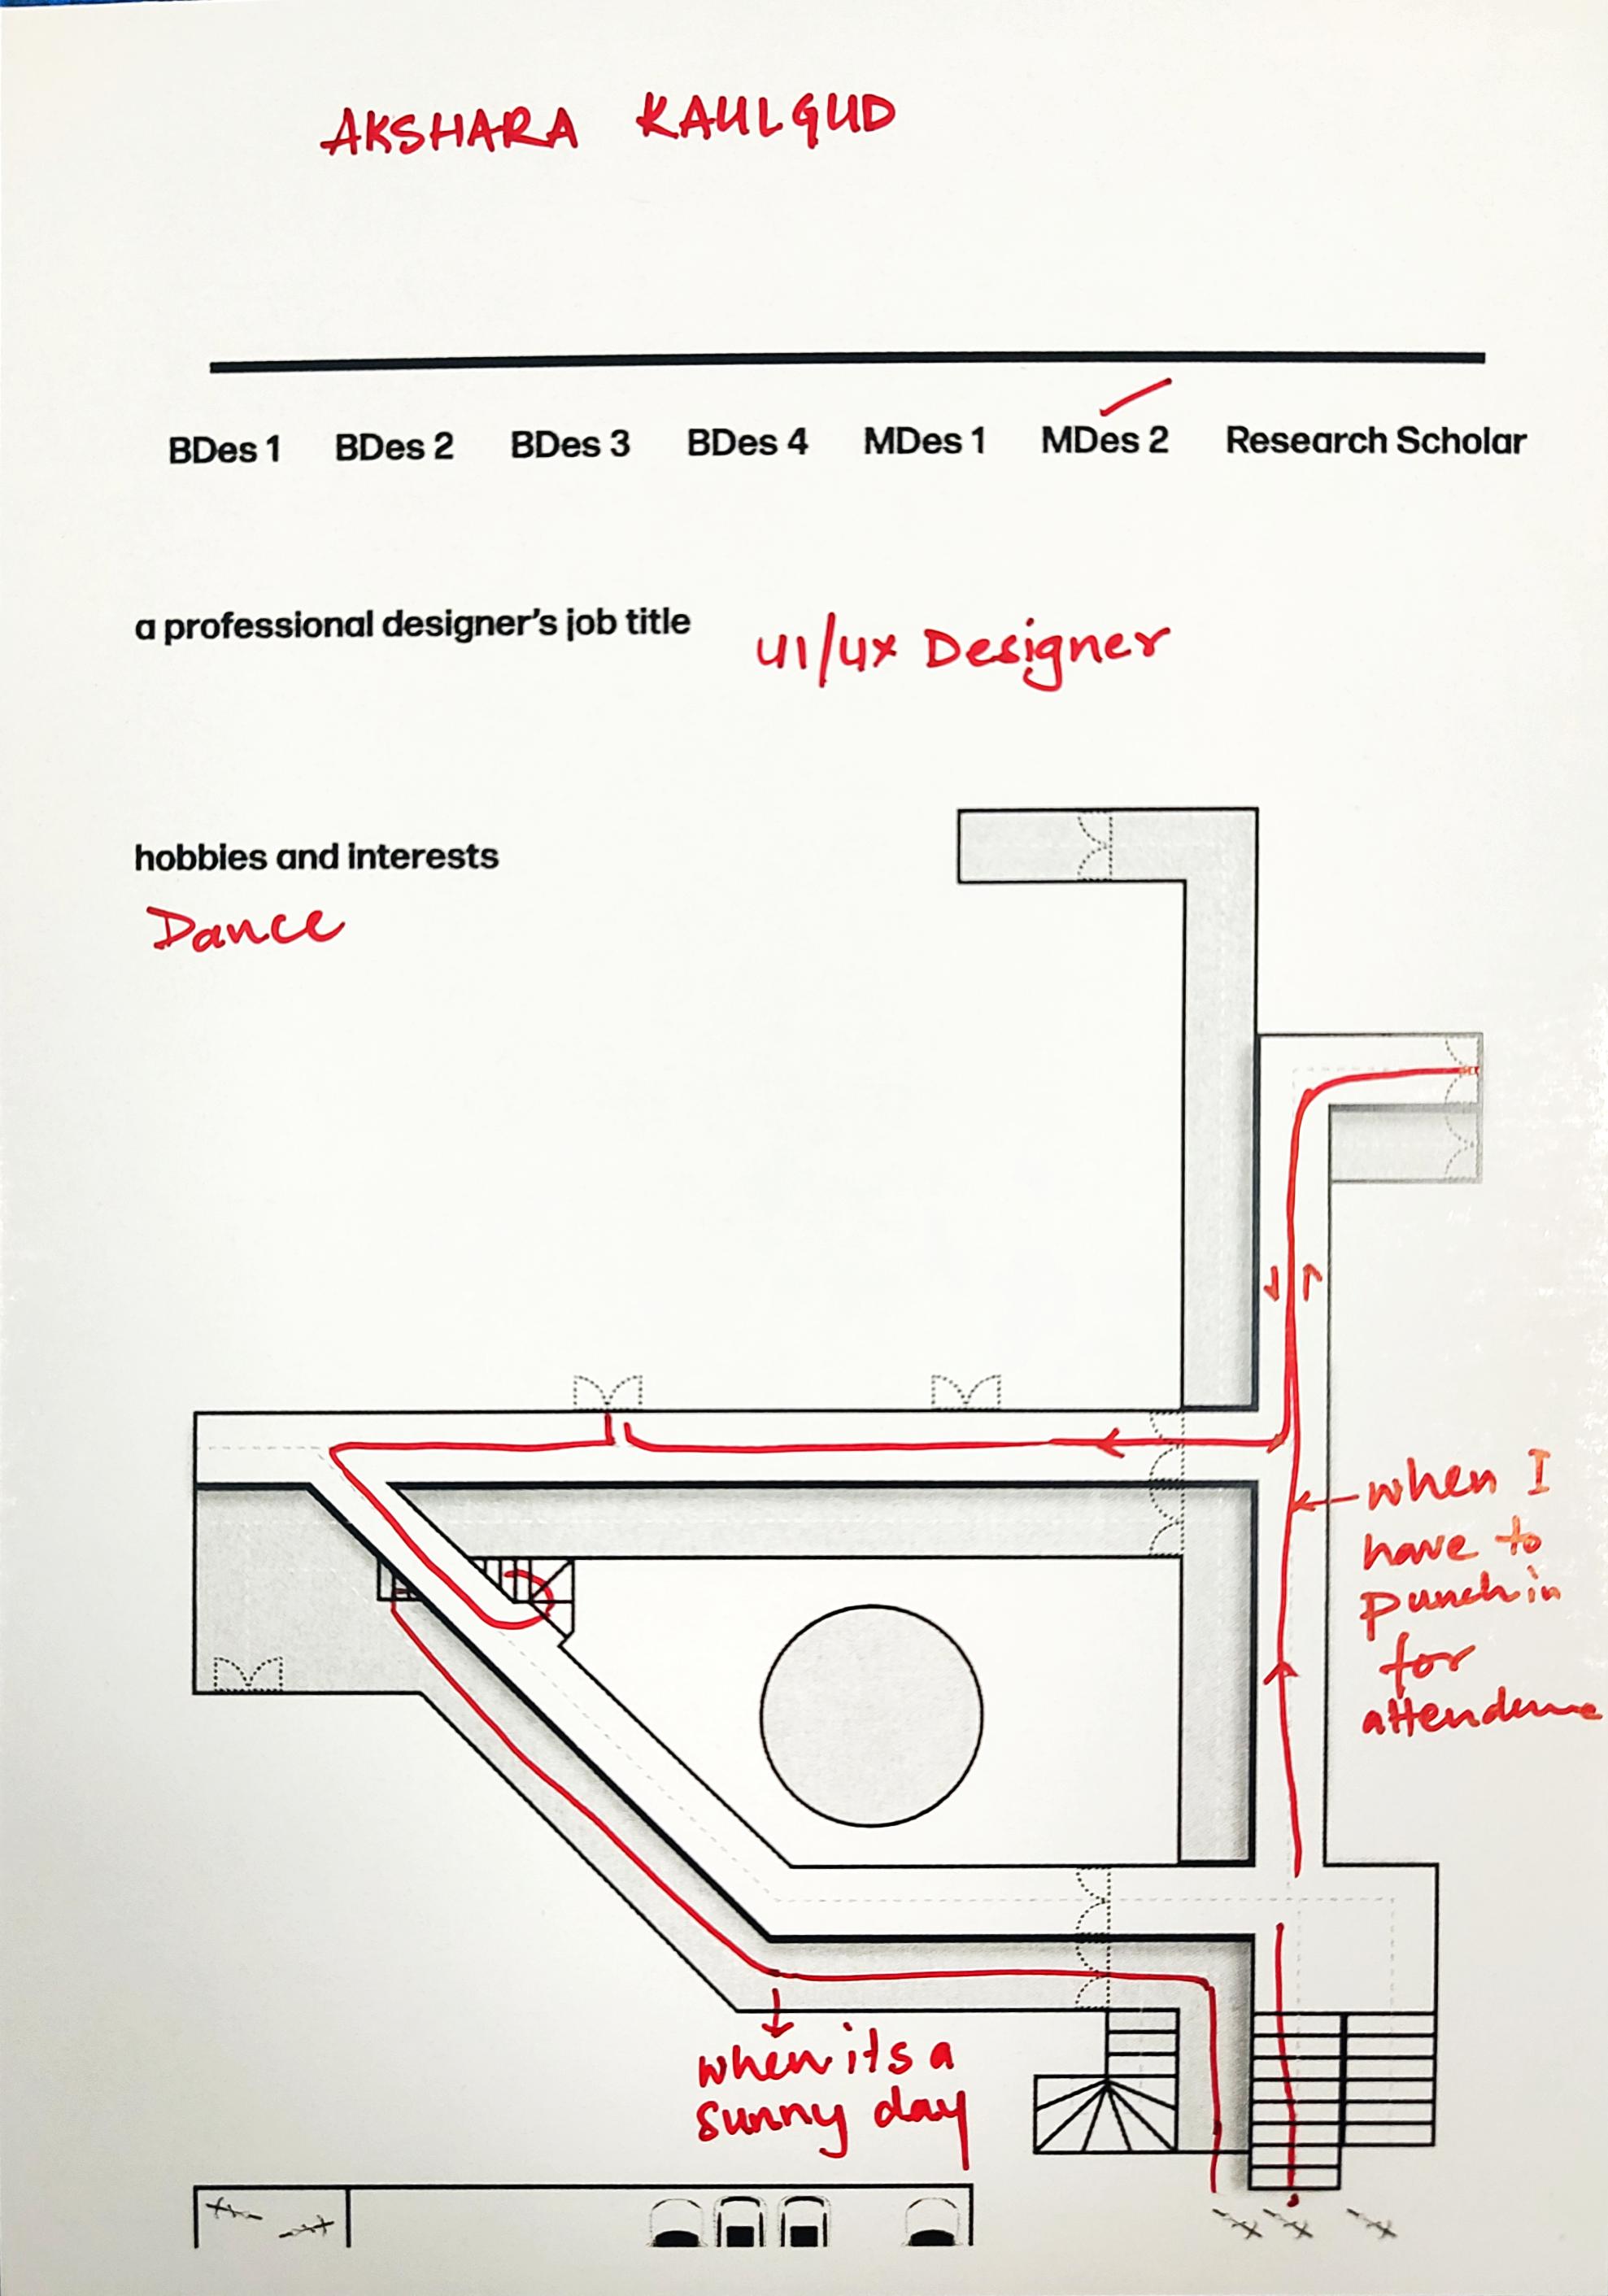 AKSHARA KAULGUD
BDes 1 BDes 2 BDes 3 BDes 4 MDes 1 MDes 2 Research Scholar
a professional designer's job title
UI/UX Designer
hobbies and interests
Dance
when I
have to
punch in
for
when its a
sunny day